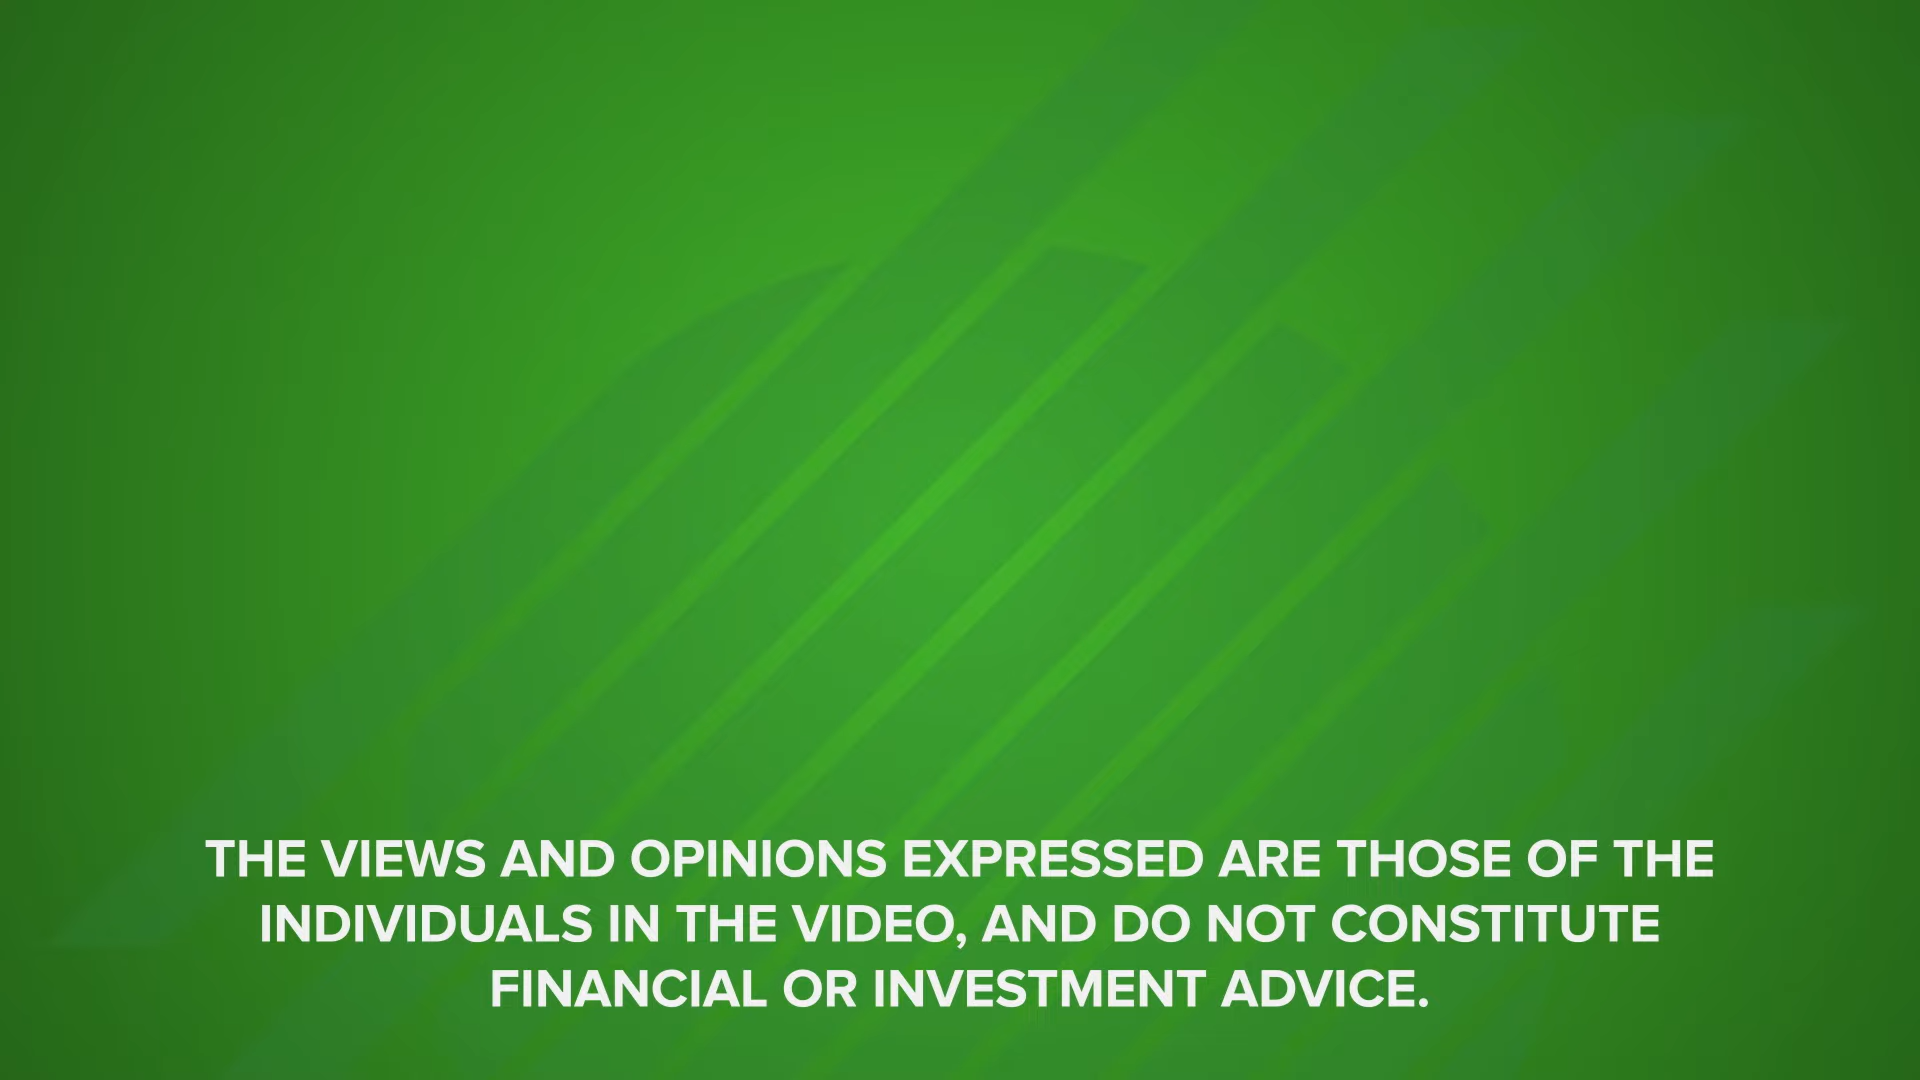 THE VIEWS AND OPINIONS EXPRESSED ARE THOSE OF THE
INDIVIDUALS IN THE VIDEO, AND DO NOT CONSTITUTE
FINANCIAL OR INVESTMENT ADVICE.